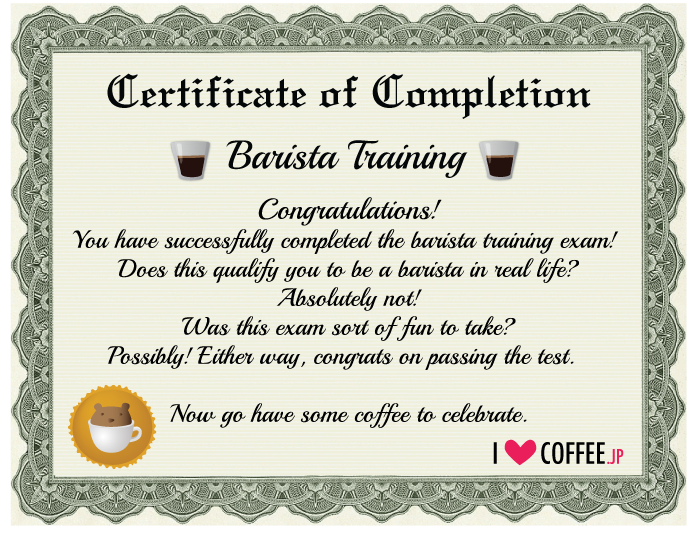 Certificate of Completion
Barista Training
Congratulations!
You have successfully completed the barista training exam!
Does this qualify you to be a barista in real life?
Absolutely not!
Was this exam sort of fun to take?
Possibly! Either way, congrats on passing the test.
Now go have some coffee to celebrate.
I ♥ COFFEE.JP